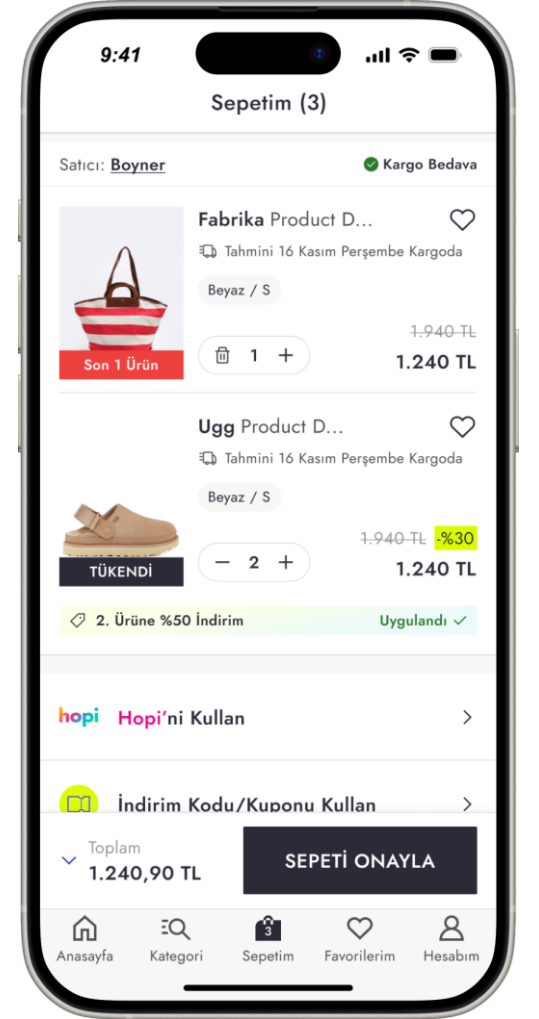 9:41
Sepetim (3)
Satıcı: Boyner
Kargo Bedava
Fabrika Product D...
Tahmini 16 Kasım Perşembe Kargoda
Beyaz / S
1.940 TL
1 +
1.240 TL
Son 1 Ürün
Ugg Product D...
Tahmini 16 Kasım Perşembe Kargoda
Beyaz / S
1.940 TL -%30
− 2 +
1.240 TL
TÜKENDİ
2. Ürüne %50 İndirim
Uygulandı
hopi Hopi’ni Kullan
İndirim Kodu/Kuponu Kullan
Toplam
1.240,90 TL
SEPETİ ONAYLA
3
Anasayfa Kategori Sepetim Favorilerim Hesabım